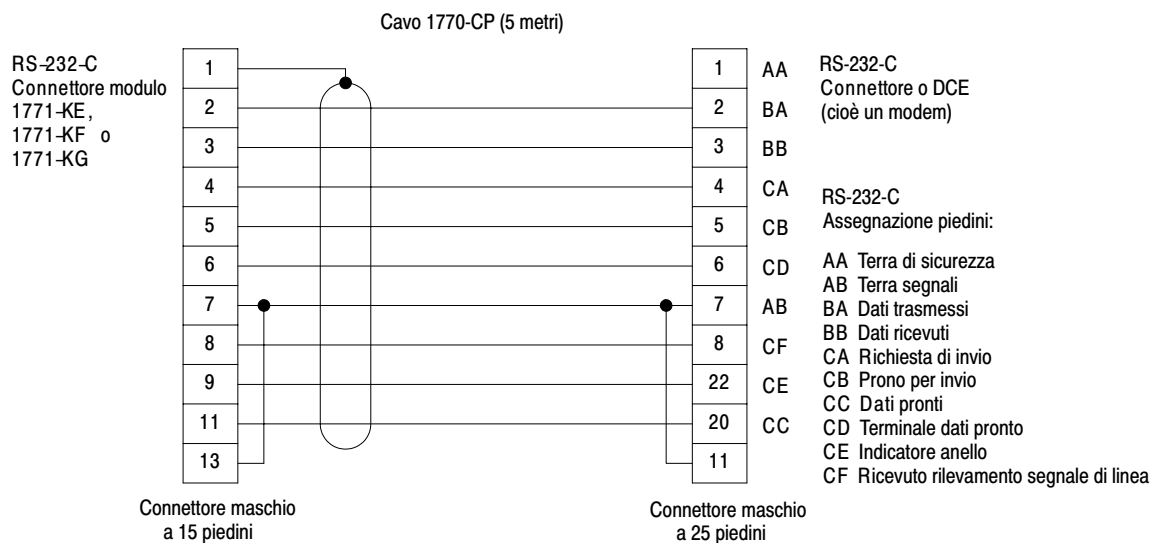 Cavo 1770-CP (5 metri)
RS-232-C
Connettore modulo
1771-KE,
1771-KF o
1771-KG
1
2
3
4
5
6
7
8
9
11
13
Connettore maschio
a 15 piedini
1 AA
2 BA
3 BB
4 CA
5 CB
6 CD
7 AB
8 CF
22 CE
20 CC
11
Connettore maschio
a 25 piedini
RS-232-C
Connettore o DCE
(cioè un modem)
RS-232-C
Assegnazione piedini:
AA Terra di sicurezza
AB Terra segnali
BA Dati trasmessi
BB Dati ricevuti
CA Richiesta di invio
CB Prono per invio
CC Dati pronti
CD Terminale dati pronto
CE Indicatore anello
CF Ricevuto rilevamento segnale di linea